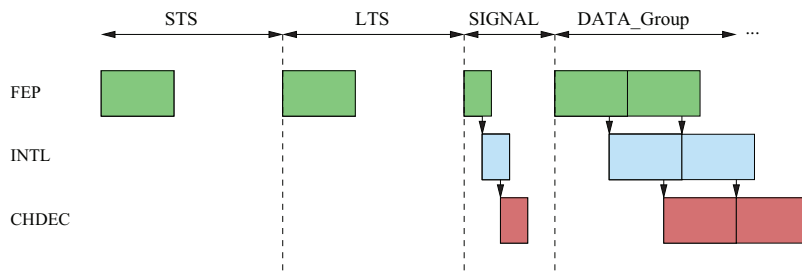 STS LTS SIGNAL DATA_Group ...
FEP
INTL
CHDEC